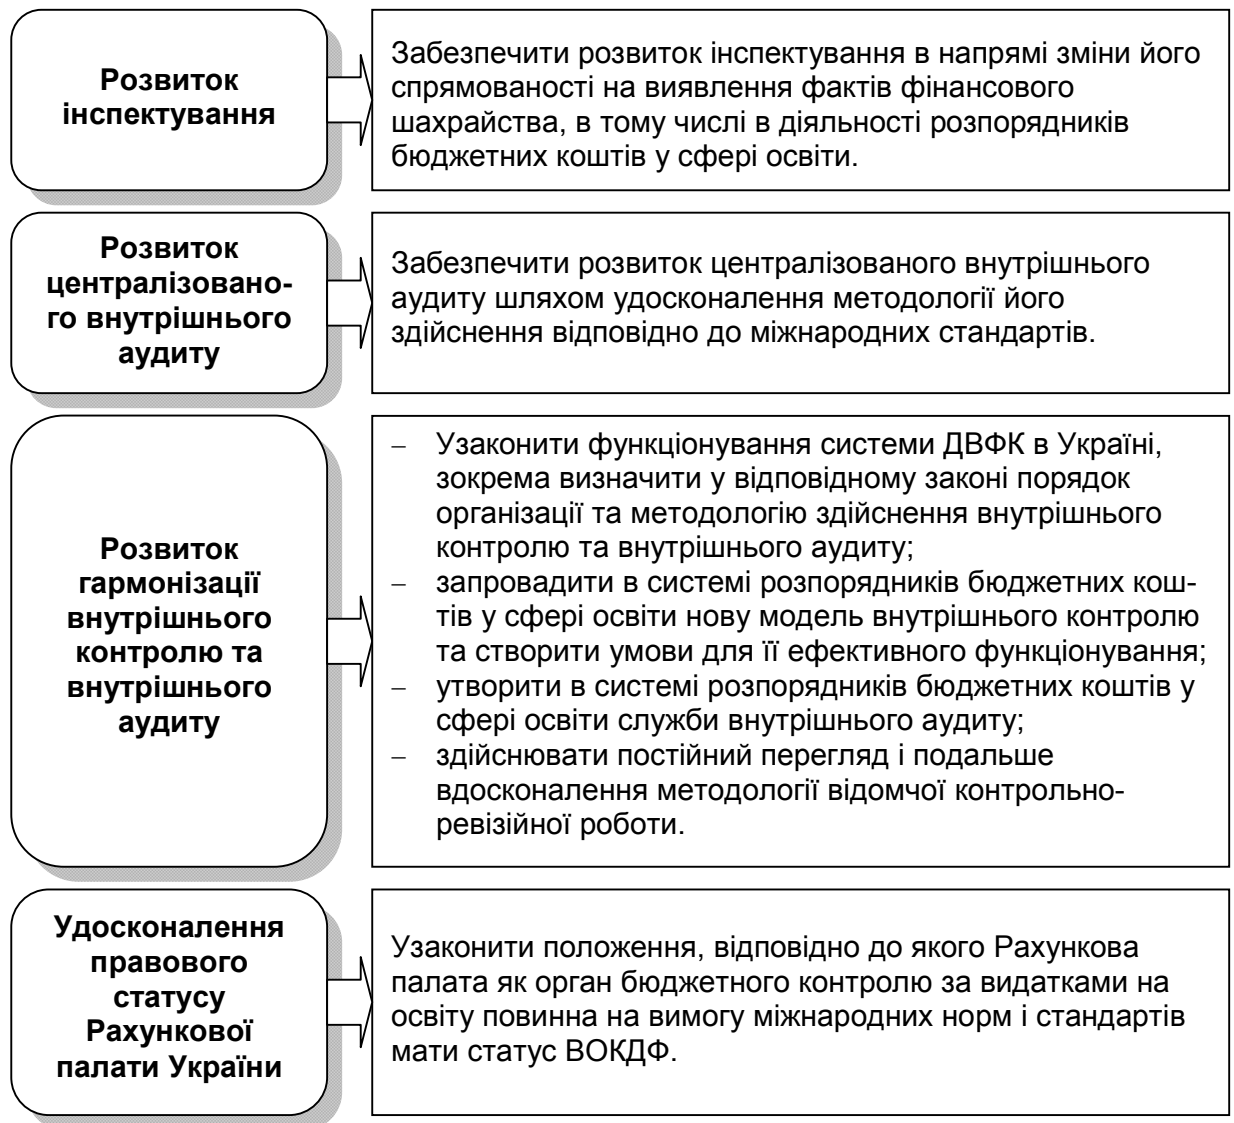 Розвиток
інспектування
Забезпечити розвиток інспектування в напрямі зміни його
спрямованості на виявлення фактів фінансового
шахрайства, в тому числі в діяльності розпорядників
бюджетних коштів у сфері освіти.
Розвиток
централізовано-
го внутрішнього
аудиту
Забезпечити розвиток централізованого внутрішнього
аудиту шляхом удосконалення методології його
здійснення відповідно до міжнародних стандартів.
Розвиток
гармонізації
внутрішнього
контролю та
внутрішнього
аудиту
– Узаконити функціонування системи ДВФК в Україні,
зокрема визначити у відповідному законі порядок
організації та методологію здійснення внутрішнього
контролю та внутрішнього аудиту;
– запровадити в системі розпорядників бюджетних кош-
тів у сфері освіти нову модель внутрішнього контролю
та створити умови для її ефективного функціонування;
– утворити в системі розпорядників бюджетних коштів у
сфері освіти служби внутрішнього аудиту;
– здійснювати постійний перегляд і подальше
вдосконалення методології відомчої контрольно-
ревізійної роботи.
Удосконалення
правового
статусу
Рахункової
палати України
Узаконити положення, відповідно до якого Рахункова
палата як орган бюджетного контролю за видатками на
освіту повинна на вимогу міжнародних норм і стандартів
мати статус ВОКДФ.